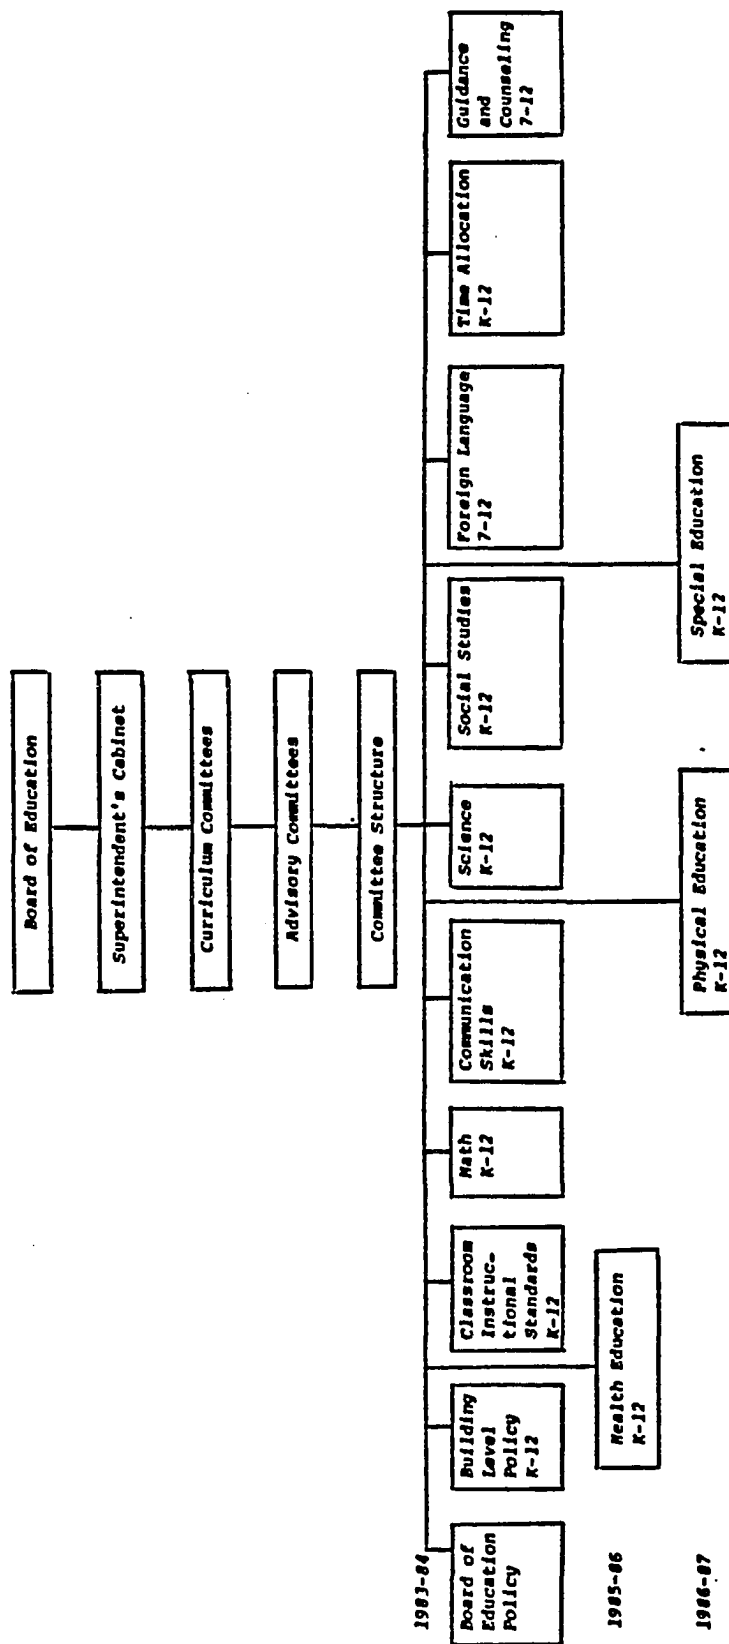 Board of Education
Superintendent's Cabinet
Curriculum Committees
Advisory Committees
Committee Structure
1983-84
Board of
Education
Policy
Building
Level
Policy
K-12
Classroom
Instruc-
tional
Standards
K-12
Math
K-12
Communication
Skills
K-12
Science
K-12
Social Studies
K-12
Foreign Language
7-12
Time Allocation
K-12
Guidance
and
Counseling
7-12
1985-86
Health Education
K-12
1986-87
Physical Education
K-12
Special Education
K-12